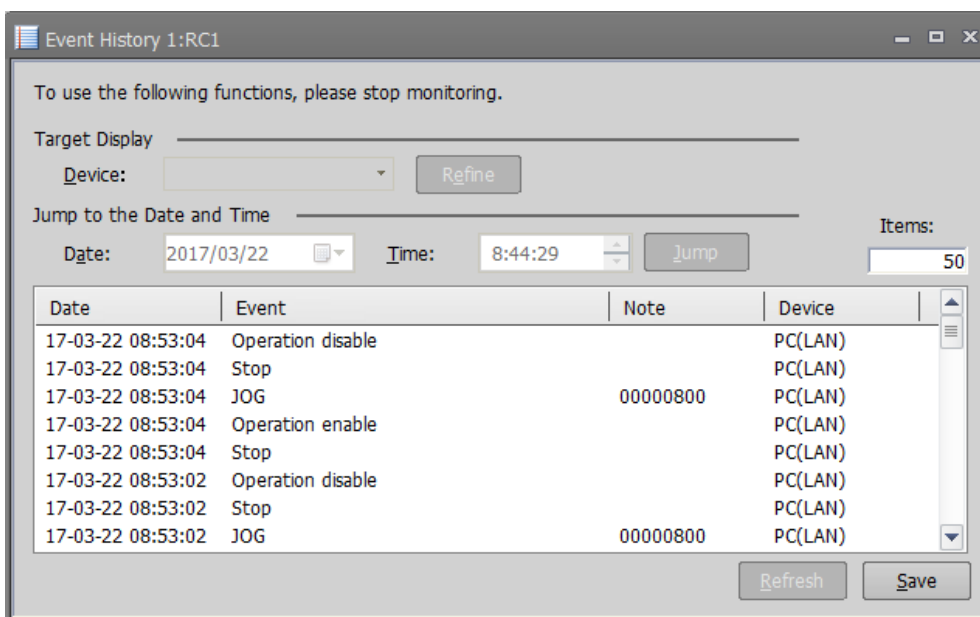 Event History 1:RC1
To use the following functions, please stop monitoring.
Target Display
Device: Refine
Jump to the Date and Time
Items:
Date: 2017/03/22 Time: 8:44:29 Jump
50
Date Event Note Device
17-03-22 08:53:04 Operation disable PC(LAN)
17-03-22 08:53:04 Stop PC(LAN)
17-03-22 08:53:04 JOG 00000800 PC(LAN)
17-03-22 08:53:04 Operation enable PC(LAN)
17-03-22 08:53:04 Stop PC(LAN)
17-03-22 08:53:02 Operation disable PC(LAN)
17-03-22 08:53:02 Stop PC(LAN)
17-03-22 08:53:02 JOG 00000800 PC(LAN)
Refresh Save